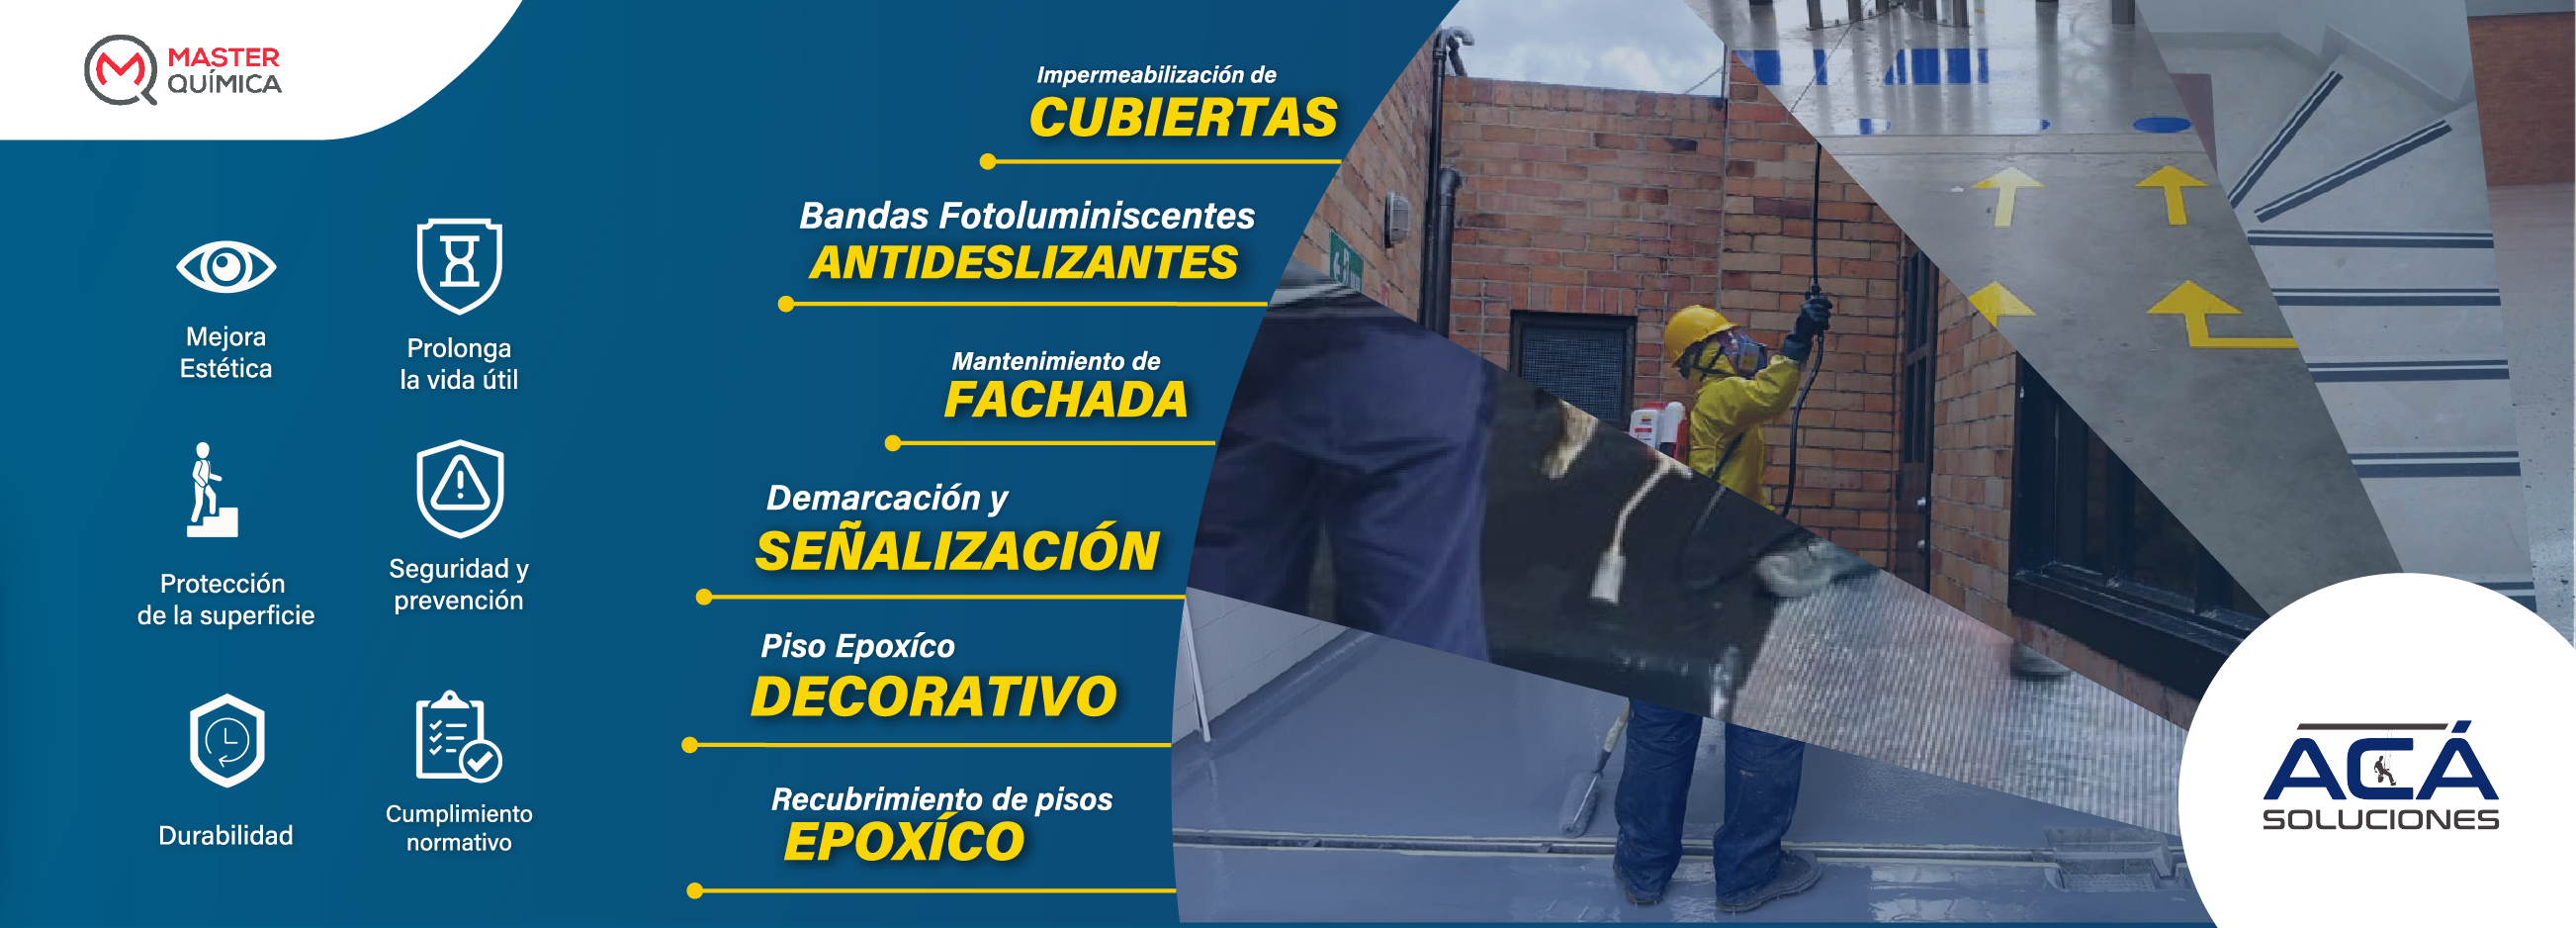 MASTER
QUÍMICA
Mejora
Estética
Prolonga
la vida útil
Protección
de la superficie
Seguridad y
prevención
Durabilidad
Cumplimiento
normativo
Impermeabilización de
CUBIERTAS
Bandas Fotoluminiscentes
ANTIDESLIZANTES
Mantenimiento de
FACHADA
Demarcación y
SEÑALIZACIÓN
Piso Epoxíco
DECORATIVO
Recubrimiento de pisos
EPOXÍCO
ACÁ
SOLUCIONES